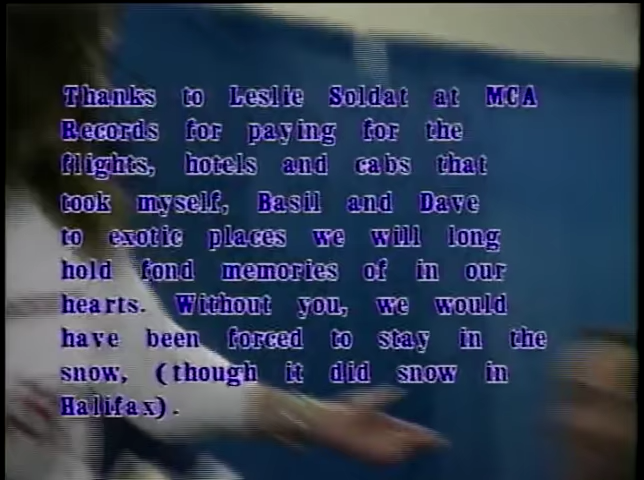 Thanks to Leslie Soldat at MCA
Records for paying for the
flights, hotels and cabs that
took myself, Basil and Dave
to exotic places we will long
hold fond memories of in our
hearts. Without you, we would
have been forced to stay in the
snow, (though it did snow in
Halifax).